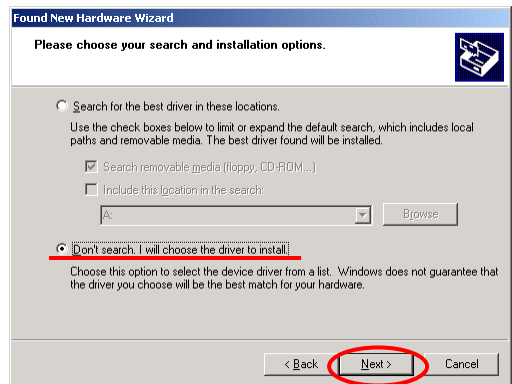 Found New Hardware Wizard
Please choose your search and installation options.
Search for the best driver in these locations.
Use the check boxes below to limit or expand the default search, which includes local
paths and removable media. The best driver found will be installed.
Search removable media (floppy, CD-ROM...)
Include this location in the search:
A:
Browse
Don't search. I will choose the driver to install.
Choose this option to select the device driver from a list. Windows does not guarantee that
the driver you choose will be the best match for your hardware.
< Back Next > Cancel